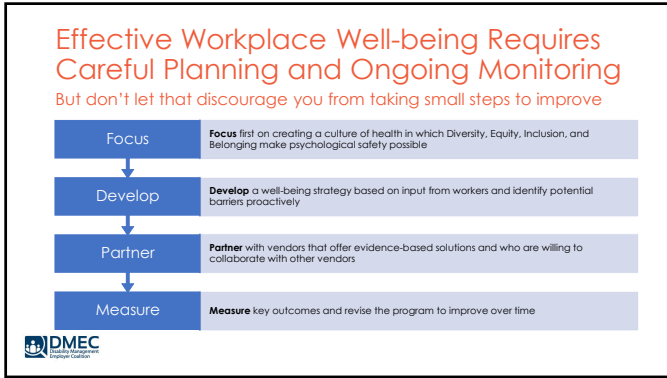 Effective Workplace Well-being Requires
Careful Planning and Ongoing Monitoring
But don't let that discourage you from taking small steps to improve
Focus
Focus first on creating a culture of health in which Diversity, Equity, Inclusion, and
Belonging make psychological safety possible
Develop
Develop a well-being strategy based on input from workers and identify potential
barriers proactively
Partner
Partner with vendors that offer evidence-based solutions and who are willing to
collaborate with other vendors
Measure
Measure key outcomes and revise the program to improve over time
DMEC
Disability Management
Employer Coalition